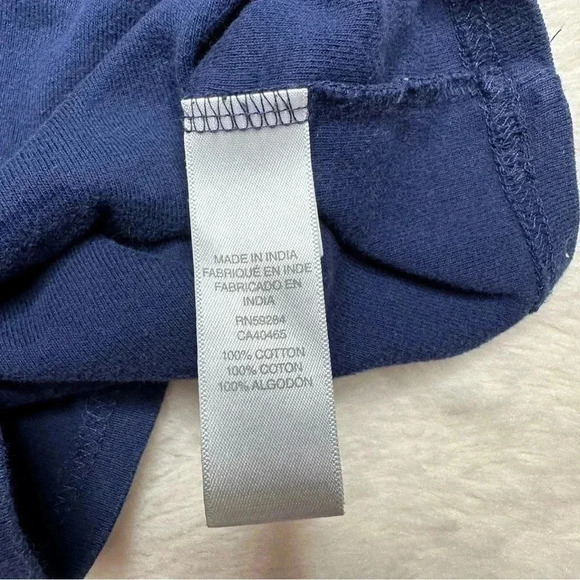 MADE IN INDIA
FABRIQUÉ EN INDE
FABRICADO EN
INDIA
RN59284
CA40465
100% COTTON
100% COTON
100% ALGODÓN